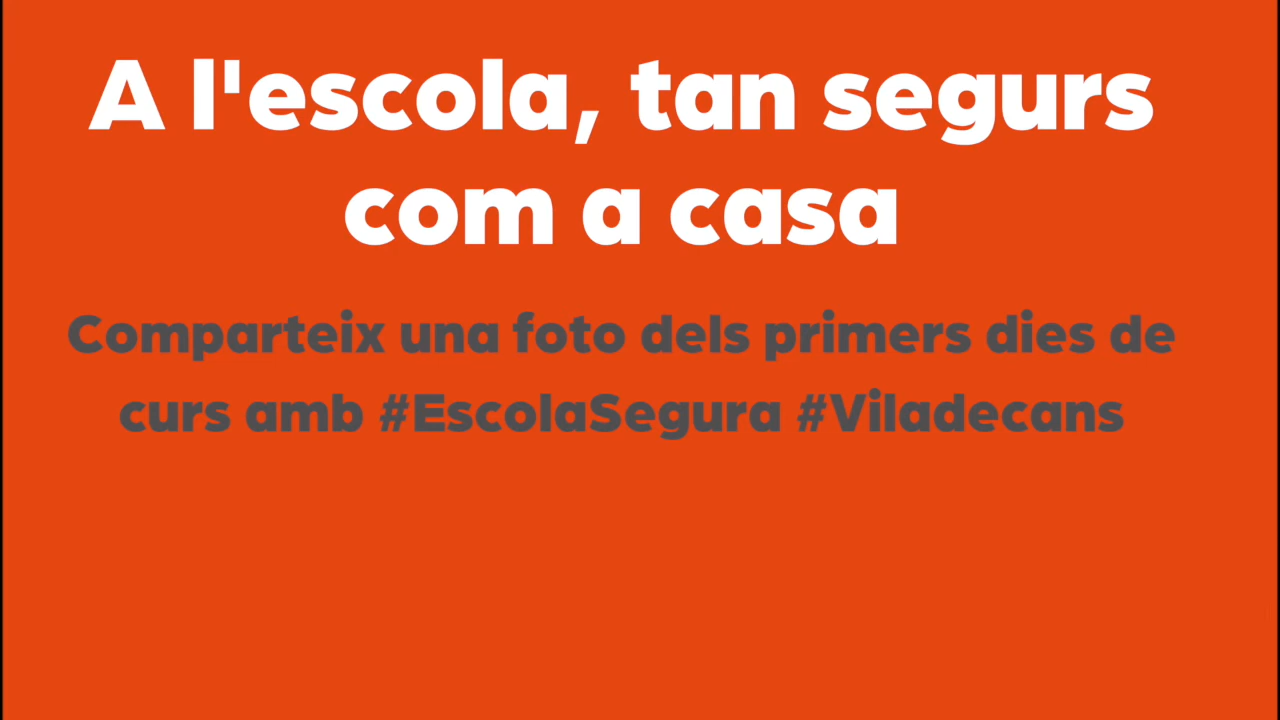 A l'escola, tan segurs
com a casa
Comparteix una foto dels primers dies de
curs amb #EscolaSegura #Viladecans